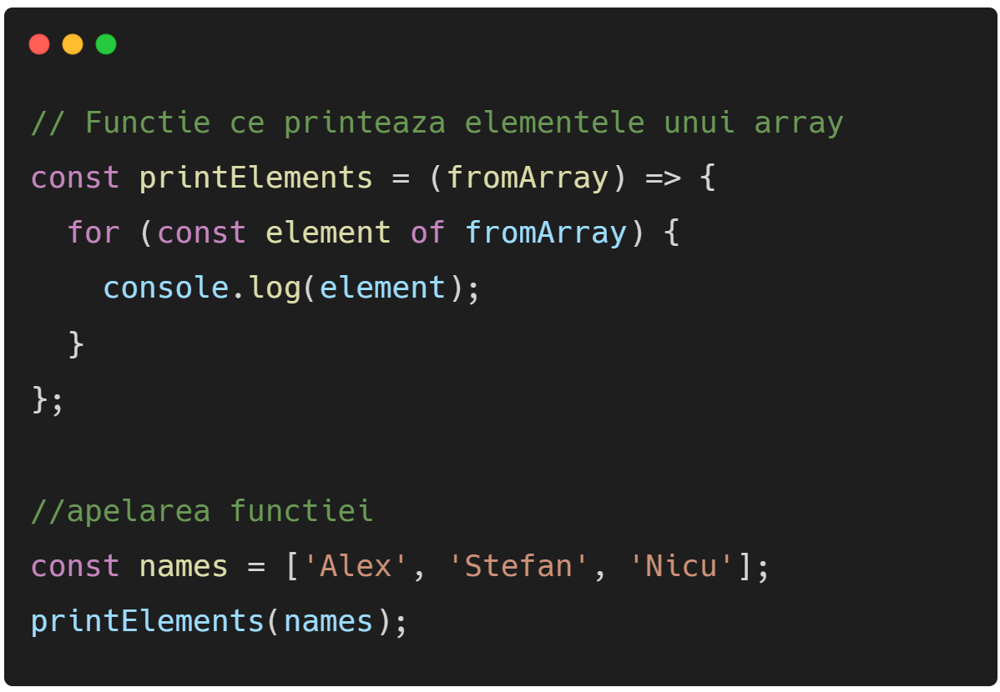 // Functie ce printeaza elementele unui array
const printElements = (fromArray) => {
  for (const element of fromArray) {
    console.log(element);
  }
};

//apelarea functiei
const names = ['Alex', 'Stefan', 'Nicu'];
printElements(names);